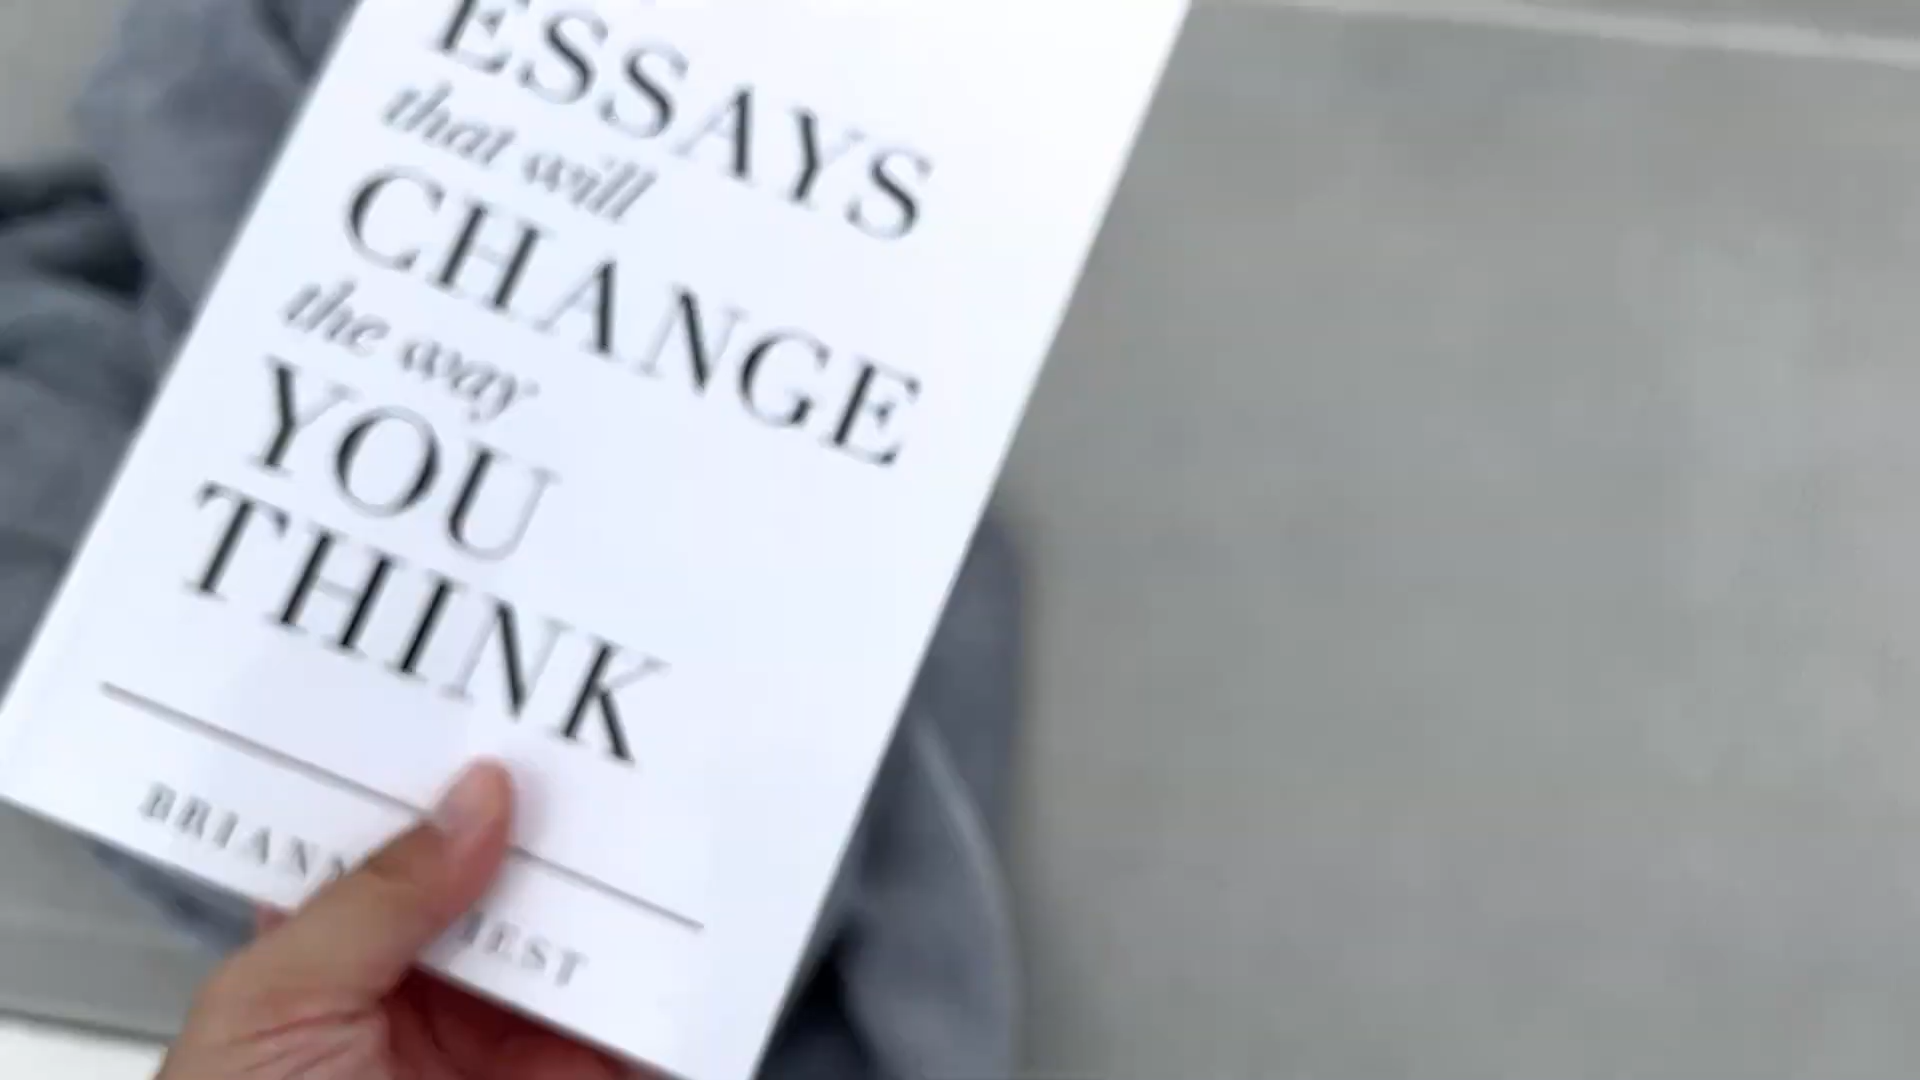 ESSAYS
that will
CHANGE
the way
YOU
THINK